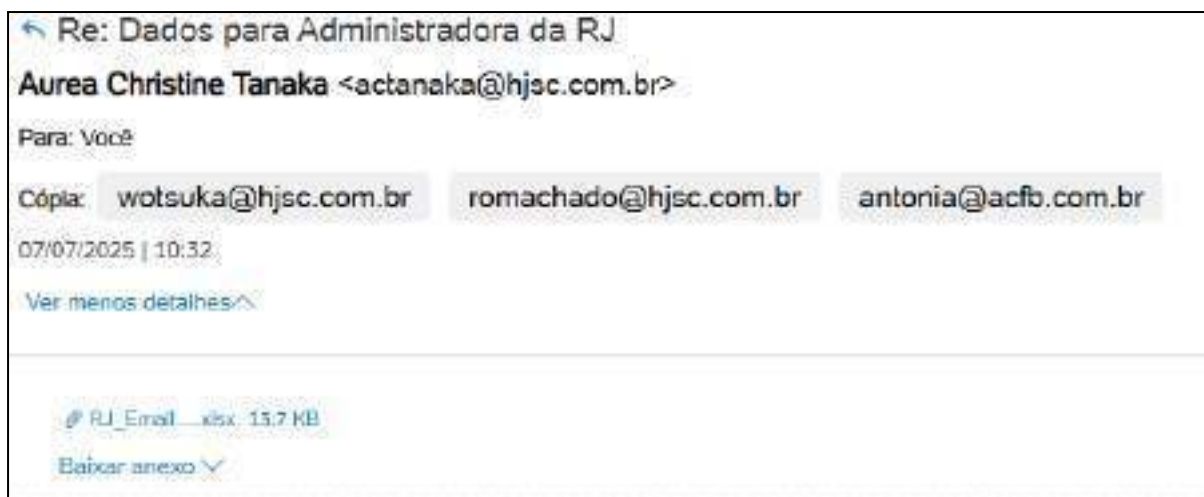 Re: Dados para Administradora da RJ
Aurea Christine Tanaka <actanaka@hjsc.com.br>
Para: Você
Cópia: wotsuka@hjsc.com.br romachado@hjsc.com.br antonia@acfb.com.br
07/07/2025 | 10:32
Ver menos detalhes
RJ_Email....xlsx 13.7 KB
Baixar anexo